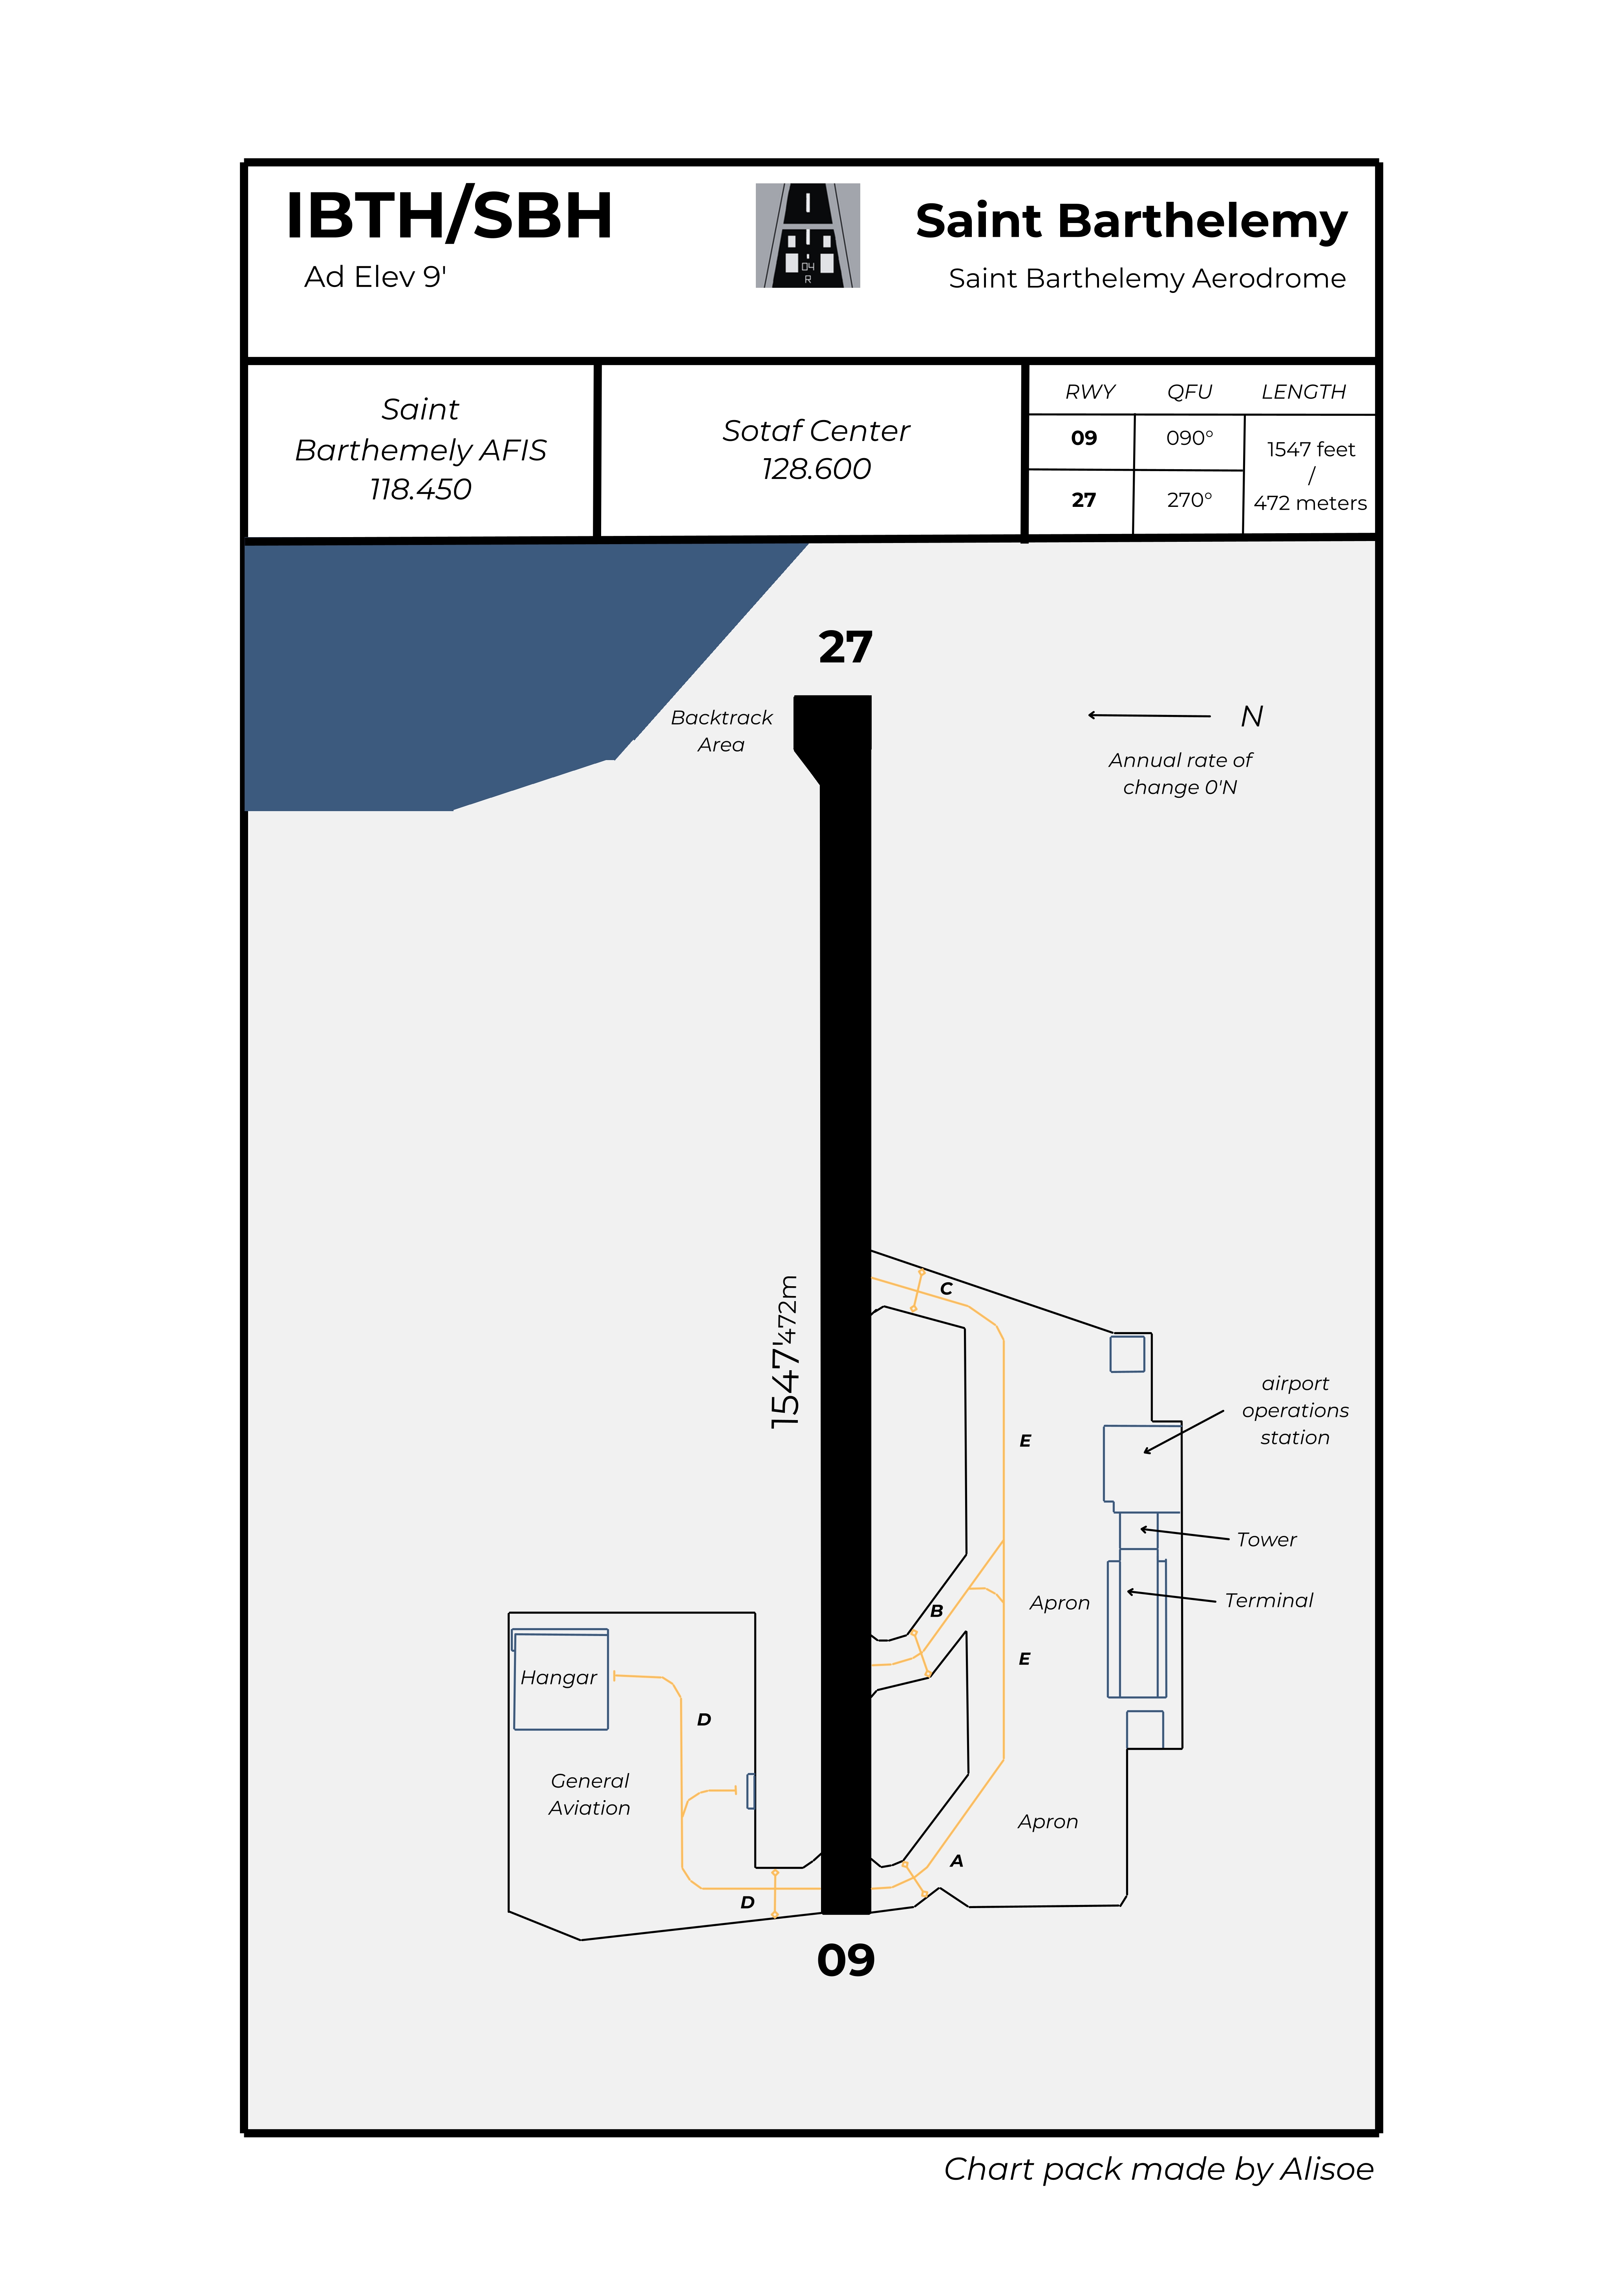 IBTH/SBH
Ad Elev 9'
04
R
Saint Barthelemy
Saint Barthelemy Aerodrome
Saint
Barthemely AFIS
118.450
Sotaf Center
128.600
RWY QFU LENGTH
09 090°
27 270°
1547 feet
/
472 meters
27
Backtrack
Area
N
Annual rate of
change 0'N
1547'472m
C
airport
operations
station
E
Tower
Apron
Terminal
B
E
Hangar
D
General
Aviation
Apron
A
D
09
Chart pack made by Alisoe